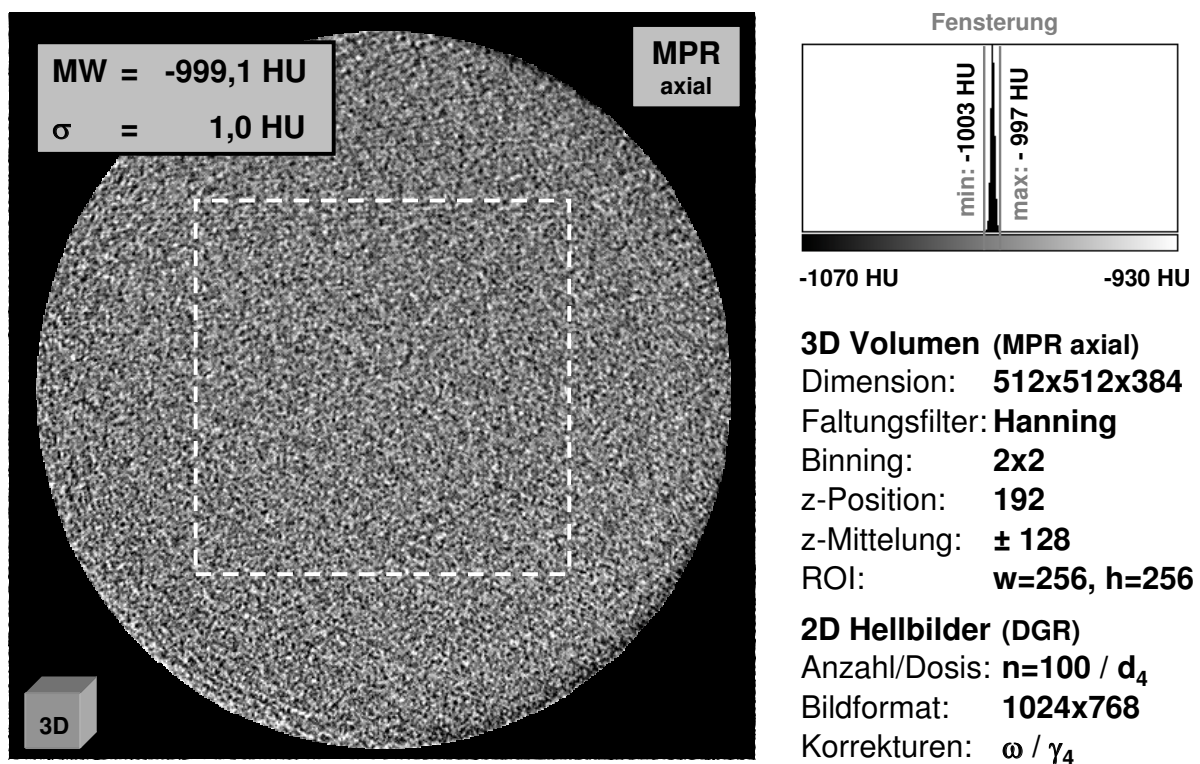 MW = -999,1 HU
σ = 1,0 HU
MPR
axial
3D
Fensterung
min: -1003 HU
max: - 997 HU
-1070 HU -930 HU
3D Volumen (MPR axial)
Dimension: 512x512x384
Faltungsfilter: Hanning
Binning: 2x2
z-Position: 192
z-Mittelung: ± 128
ROI: w=256, h=256
2D Hellbilder (DGR)
Anzahl/Dosis: n=100 / d₄
Bildformat: 1024x768
Korrekturen: ω / γ₄